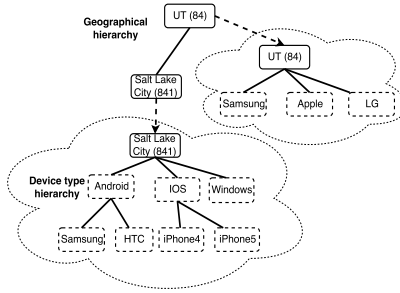 Geographical
hierarchy
UT (84)
UT (84)
Samsung
Apple
LG
Salt Lake
City (841)
Salt Lake
City (841)
Device type
hierarchy
Android
IOS
Windows
Samsung
HTC
iPhone4
iPhone5